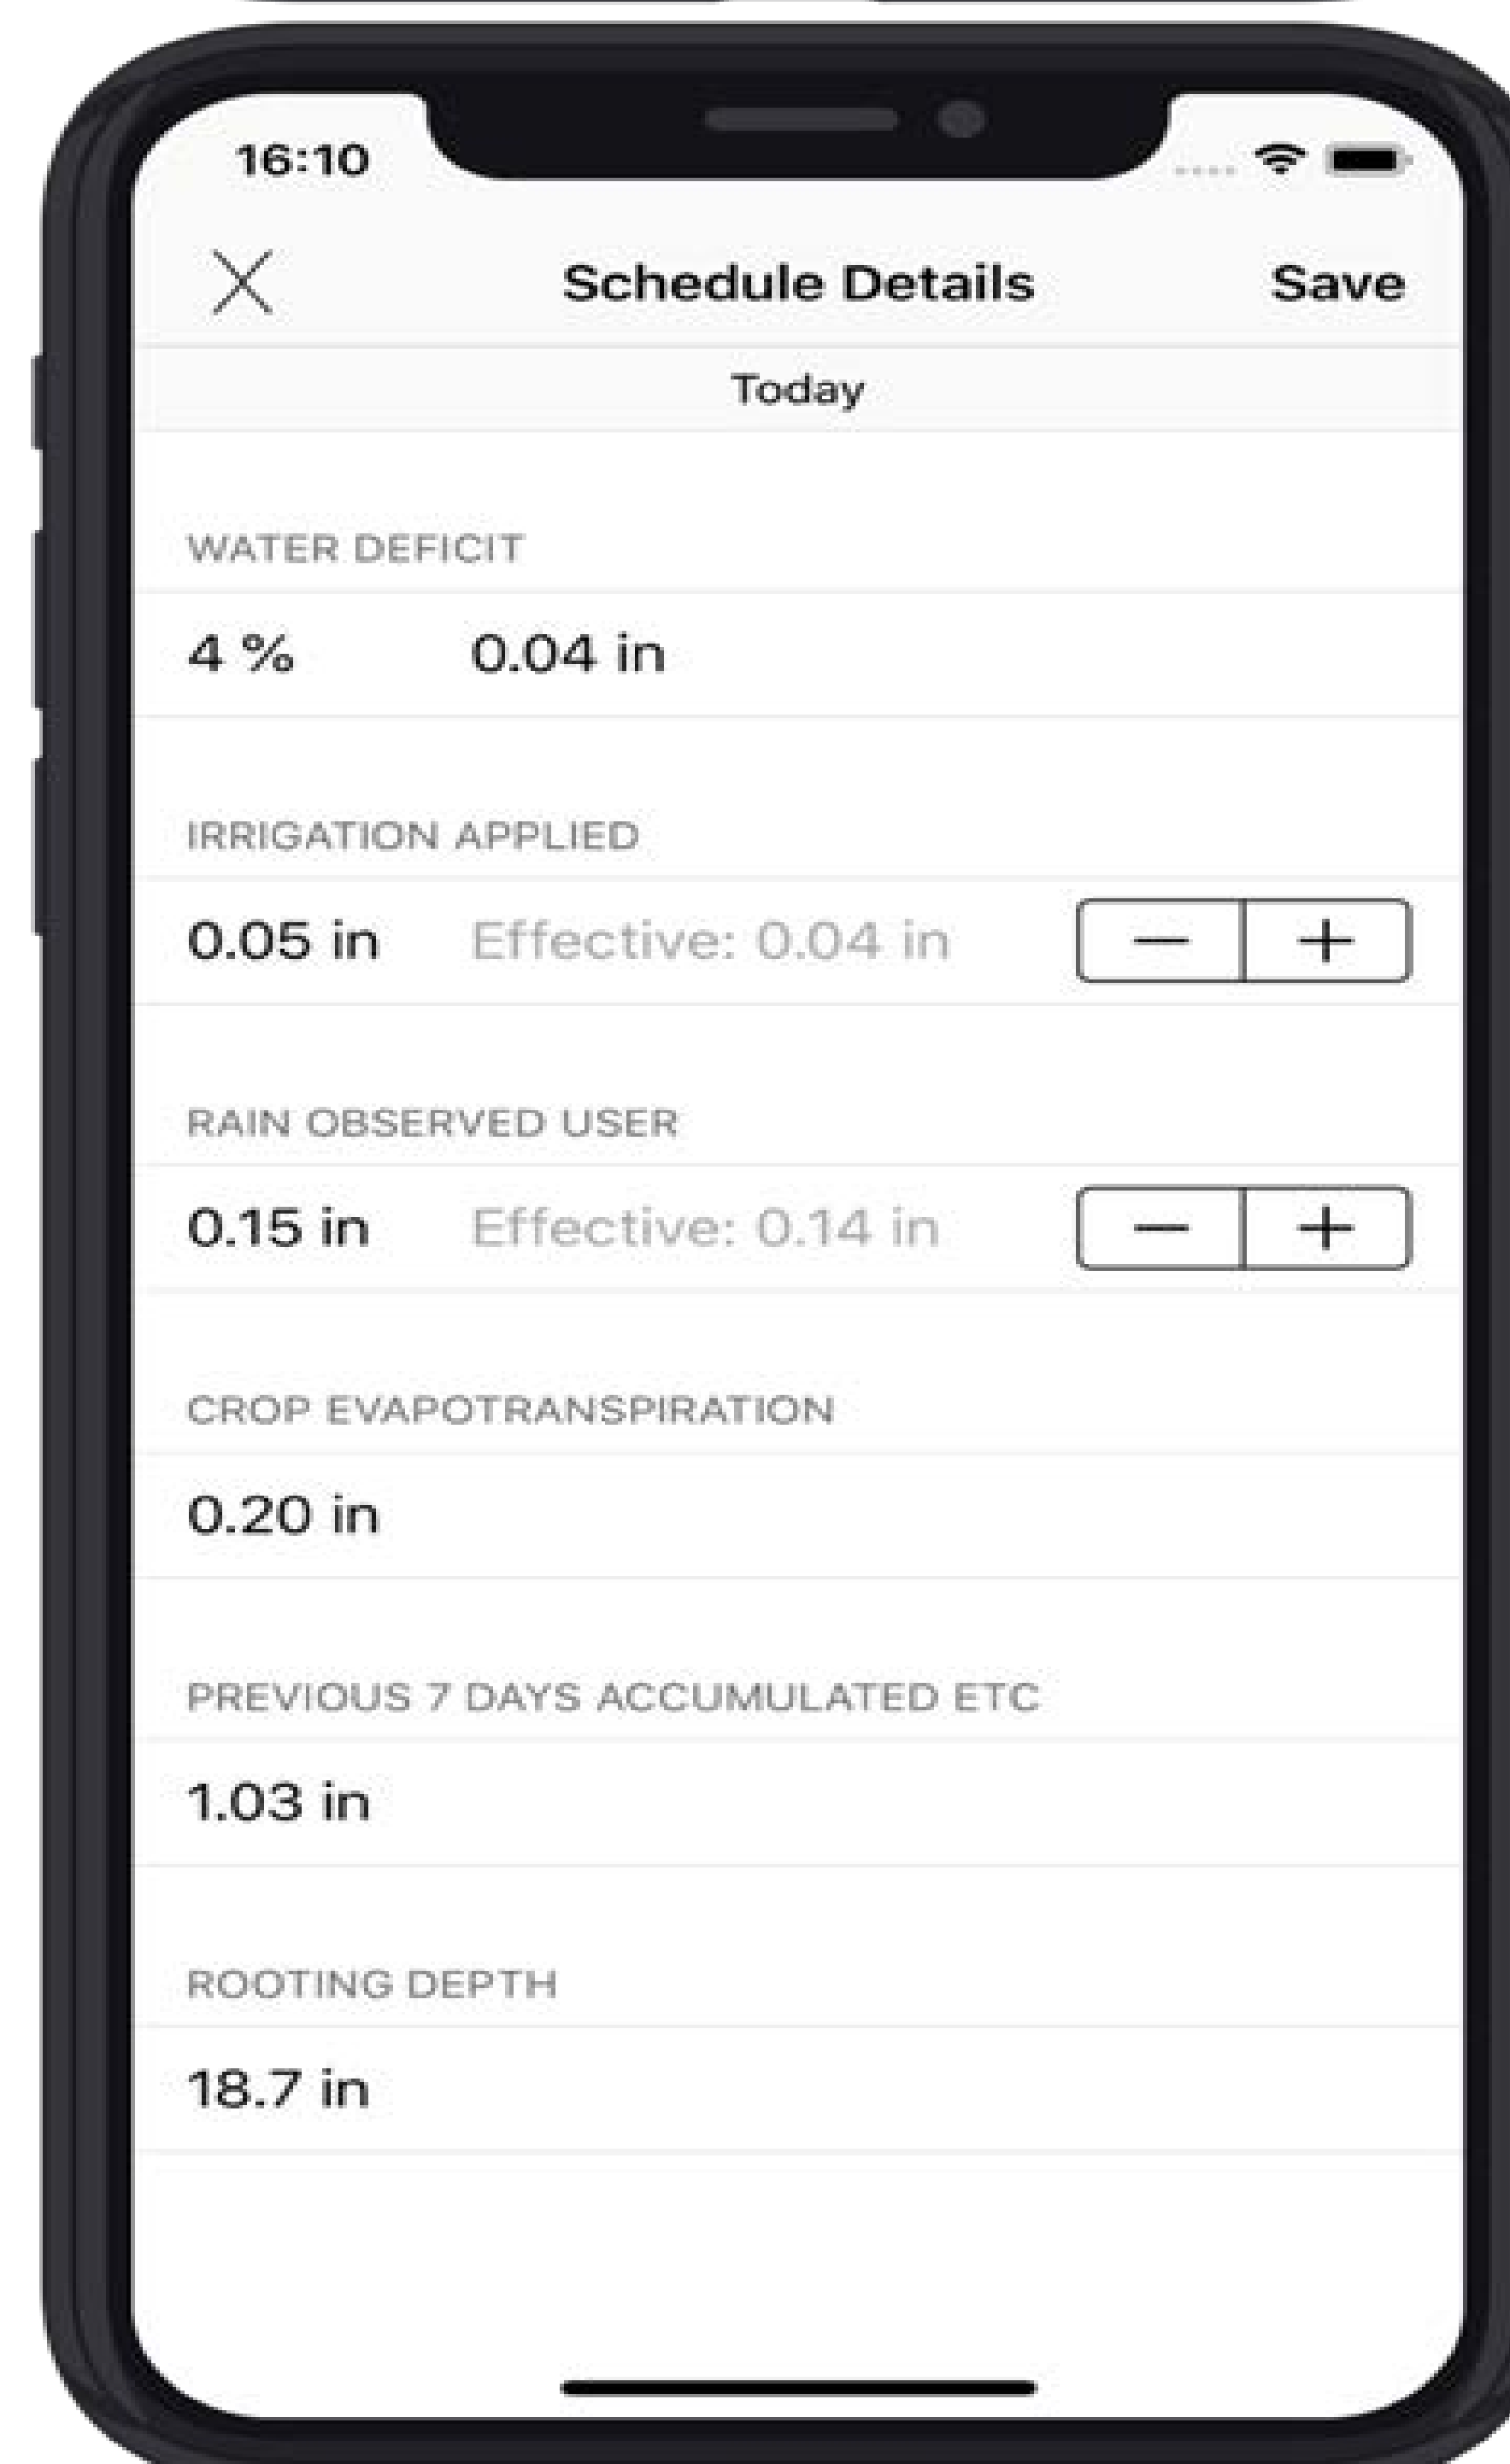 16:10
Schedule Details
Save
Today
WATER DEFICIT
4 % 0.04 in
IRRIGATION APPLIED
0.05 in Effective: 0.04 in
RAIN OBSERVED USER
0.15 in Effective: 0.14 in
CROP EVAPOTRANSPIRATION
0.20 in
PREVIOUS 7 DAYS ACCUMULATED ETC
1.03 in
ROOTING DEPTH
18.7 in